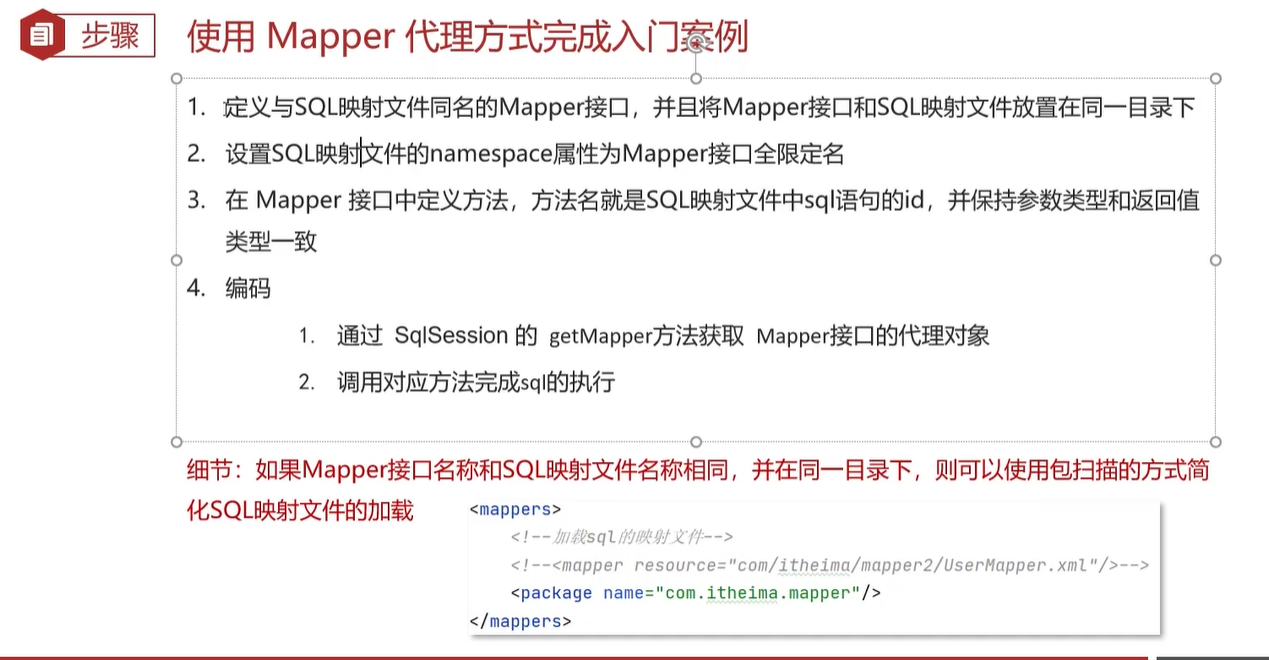 步骤
使用 Mapper 代理方式完成入门案例
1. 定义与SQL映射文件同名的Mapper接口，并且将Mapper接口和SQL映射文件放置在同一目录下
2. 设置SQL映射文件的namespace属性为Mapper接口全限定名
3. 在 Mapper 接口中定义方法，方法名就是SQL映射文件中sql语句的id，并保持参数类型和返回值
类型一致
4. 编码
1. 通过 SqlSession 的 getMapper方法获取 Mapper接口的代理对象
2. 调用对应方法完成sql的执行
细节：如果Mapper接口名称和SQL映射文件名称相同，并在同一目录下，则可以使用包扫描的方式简
化SQL映射文件的加载
<mappers>
<!--加载sql的映射文件-->
<!--<mapper resource="com/itheima/mapper2/UserMapper.xml"/>-->
<package name="com.itheima.mapper"/>
</mappers>